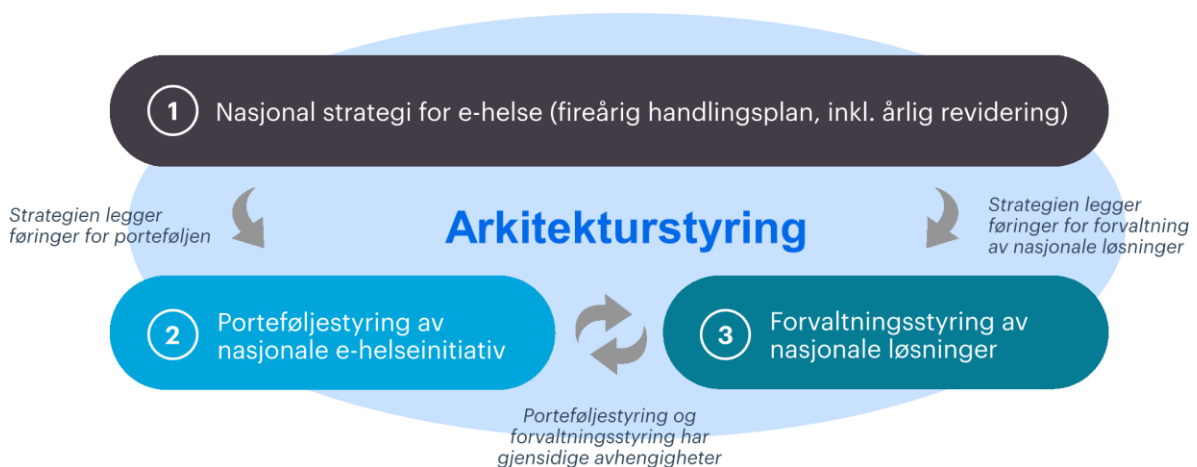 1 Nasjonal strategi for e-helse (fireårig handlingsplan, inkl. årlig revidering)
Strategien legger
føringer for porteføljen
Arkitekturstyring
Strategien legger
føringer for forvaltning
av nasjonale løsninger
2 Porteføljestyring av
nasjonale e-helseinitiativ
3 Forvaltningsstyring av
nasjonale løsninger
Porteføljestyring og
forvaltningsstyring har
gjensidige avhengigheter